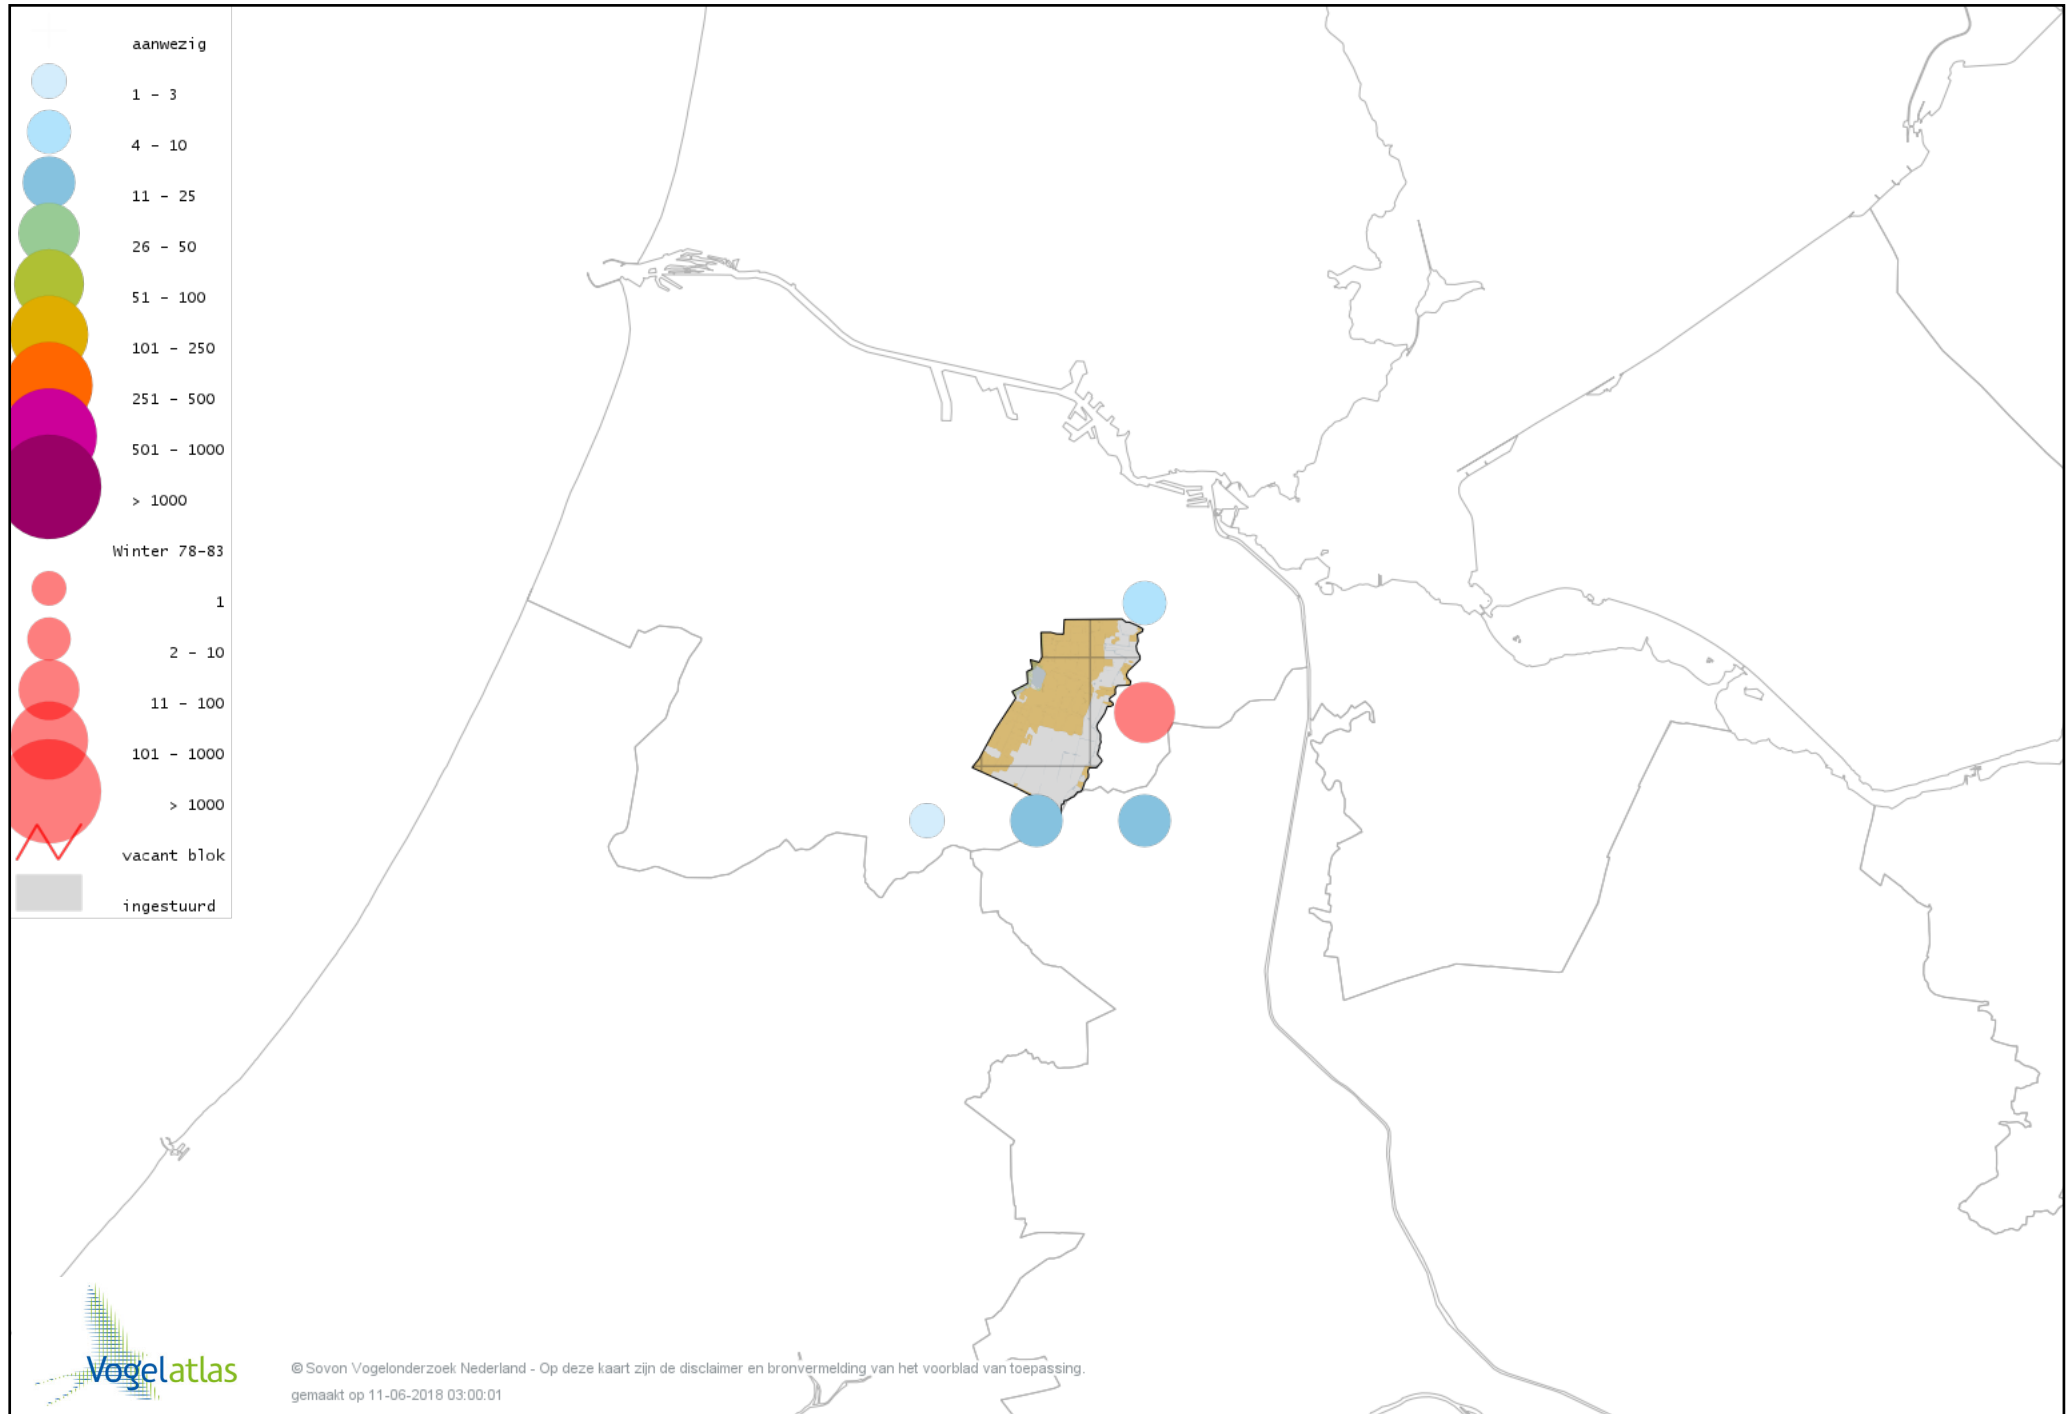 aanwezig
1 - 3
4 - 10
11 - 25
26 - 50
51 - 100
101 - 250
251 - 500
501 - 1000
> 1000
Winter 78-83
1
2 - 10
11 - 100
101 - 1000
> 1000
vacant blok
ingestuurd
Vogelatlas
© Sovon Vogelonderzoek Nederland - Op deze kaart zijn de disclaimer en bronvermelding van het voorblad van toepassing.
gemaakt op 11-06-2018 03:00:01